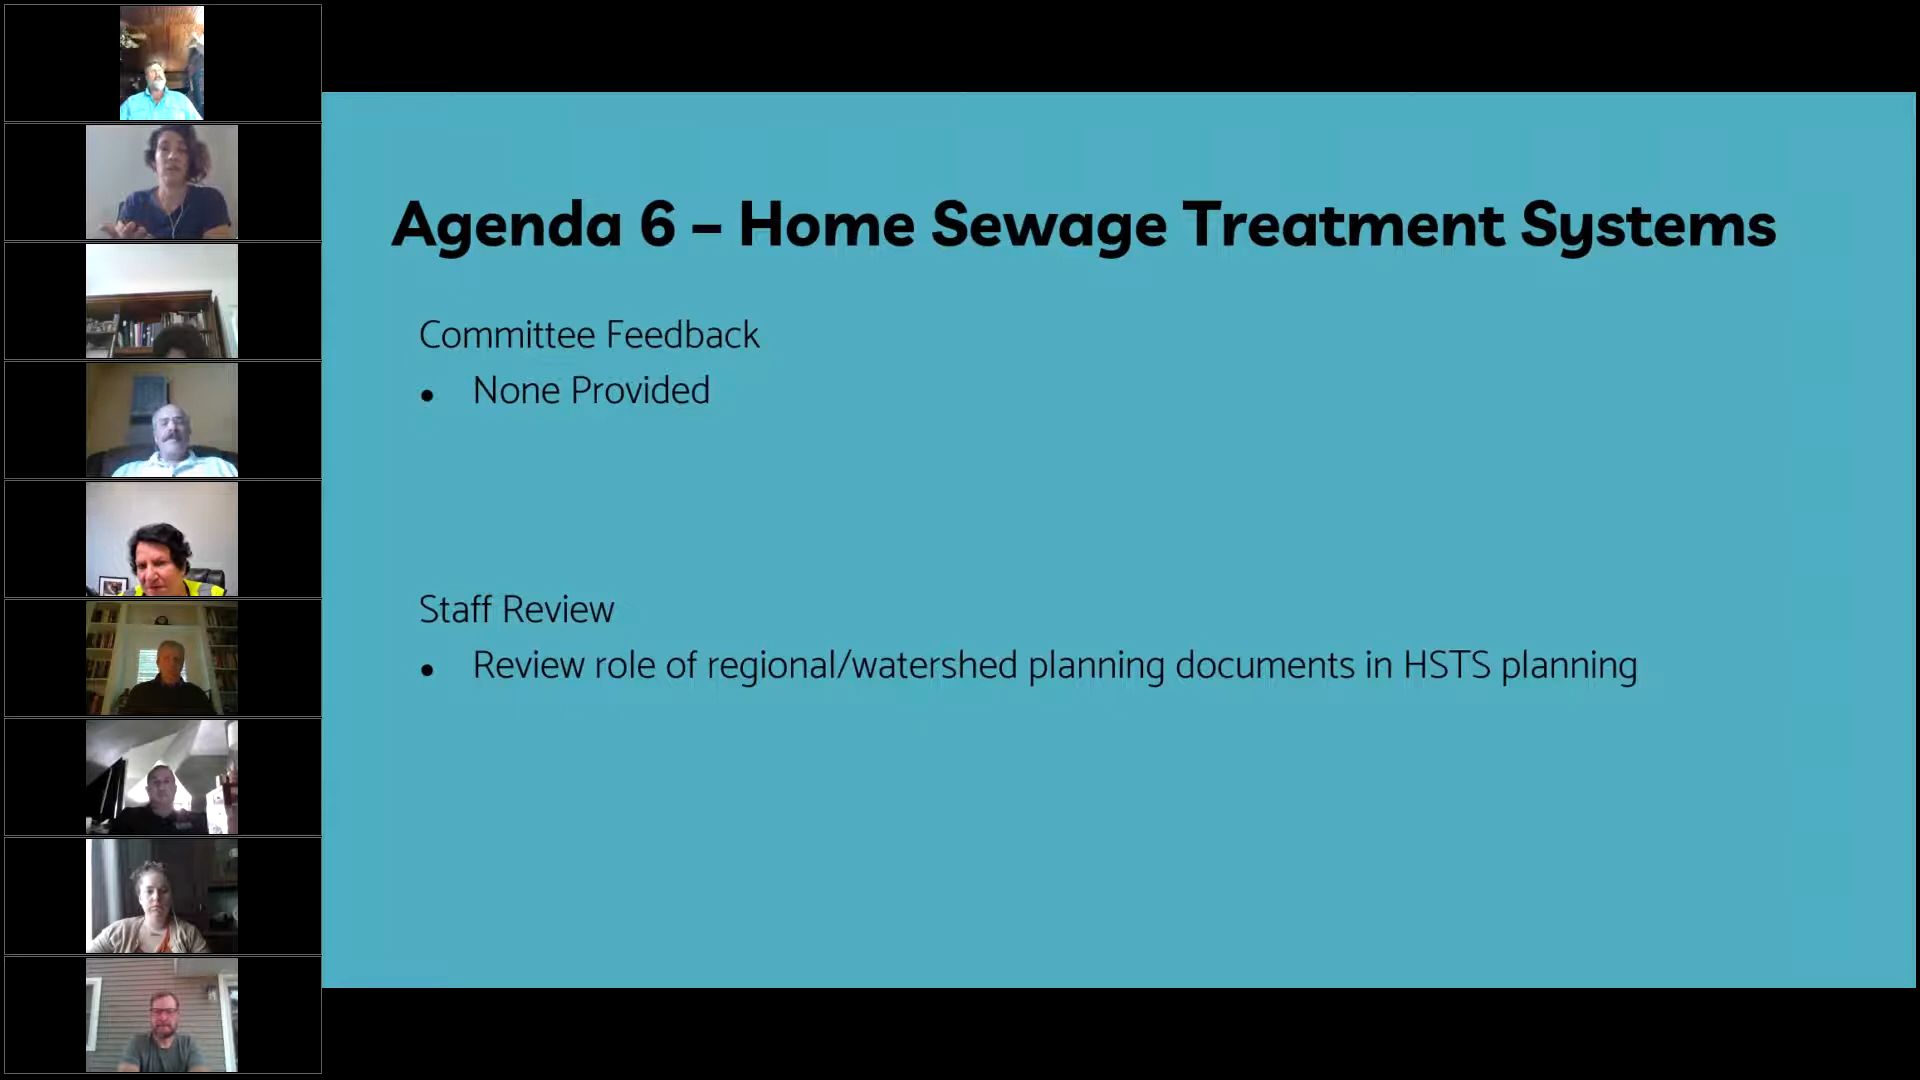 Agenda 6 – Home Sewage Treatment Systems
Committee Feedback
• None Provided
Staff Review
• Review role of regional/watershed planning documents in HSTS planning